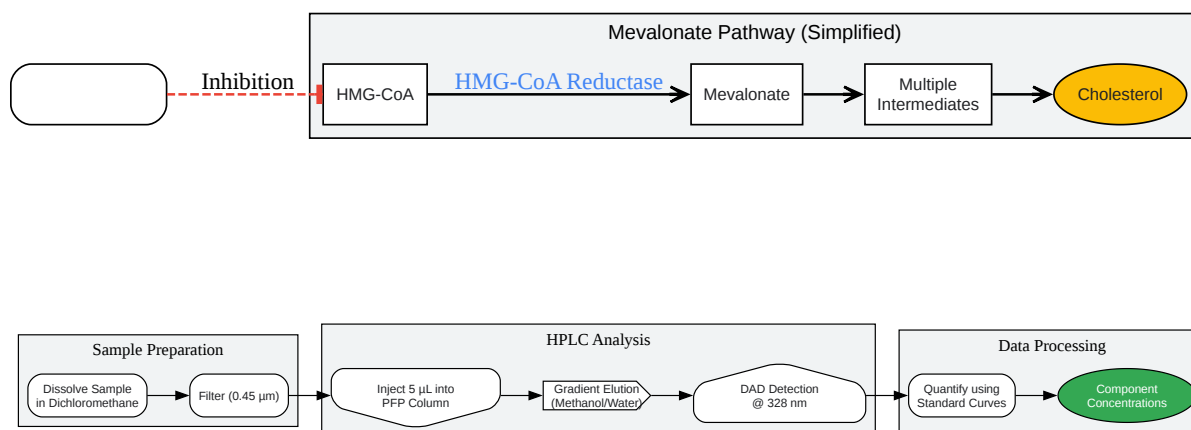 Mevalonate Pathway (Simplified)
Inhibition
HMG-CoA
HMG-CoA Reductase
Mevalonate
Multiple
Intermediates
Cholesterol
Sample Preparation
Dissolve Sample
in Dichloromethane
Filter (0.45 µm)
HPLC Analysis
Inject 5 µL into
PFP Column
Gradient Elution
(Methanol/Water)
DAD Detection
@ 328 nm
Data Processing
Quantify using
Standard Curves
Component
Concentrations